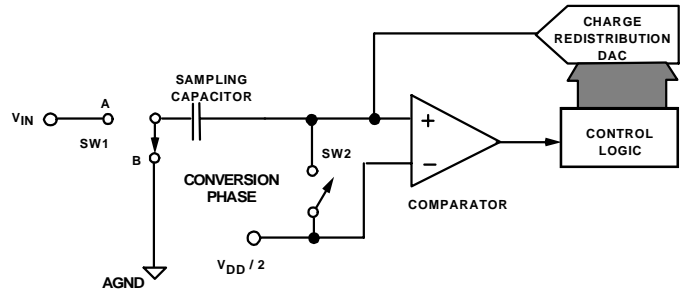 CHARGE
REDISTRIBUTION
DAC
SAMPLING
CAPACITOR
A
VIN
SW1
B
+
−
SW2
CONTROL
LOGIC
CONVERSION
PHASE
COMPARATOR
VDD / 2
AGND